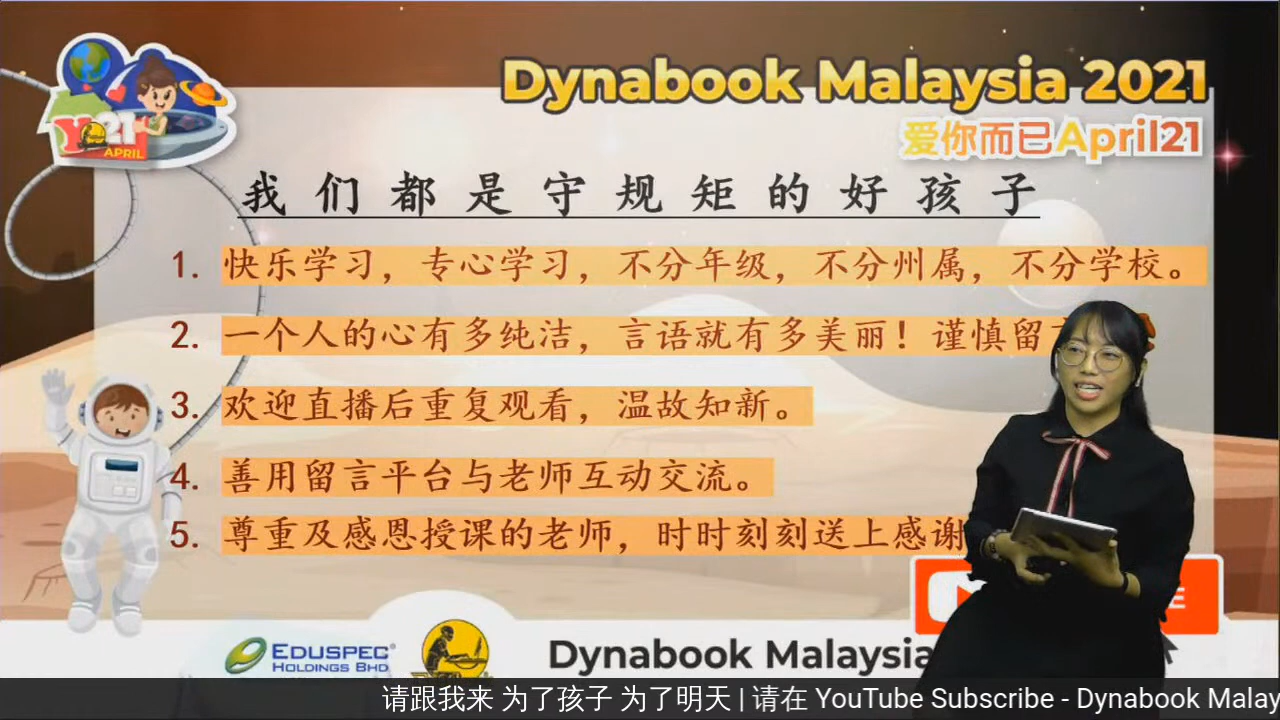 Dynabook Malaysia 2021
爱你而已April21
Y21
APRIL
我们都是守规矩的好孩子
1. 快乐学习，专心学习，不分年级，不分州属，不分学校。
2. 一个人的心有多纯洁，言语就有多美丽！谨慎留
3. 欢迎直播后重复观看，温故知新。
4. 善用留言平台与老师互动交流。
5. 尊重及感恩授课的老师，时时刻刻送上感谢
EDUSPEC®
HOLDINGS BHD
Dynabook Malaysia
请跟我来 为了孩子 为了明天 | 请在 YouTube Subscribe - Dynabook Malay